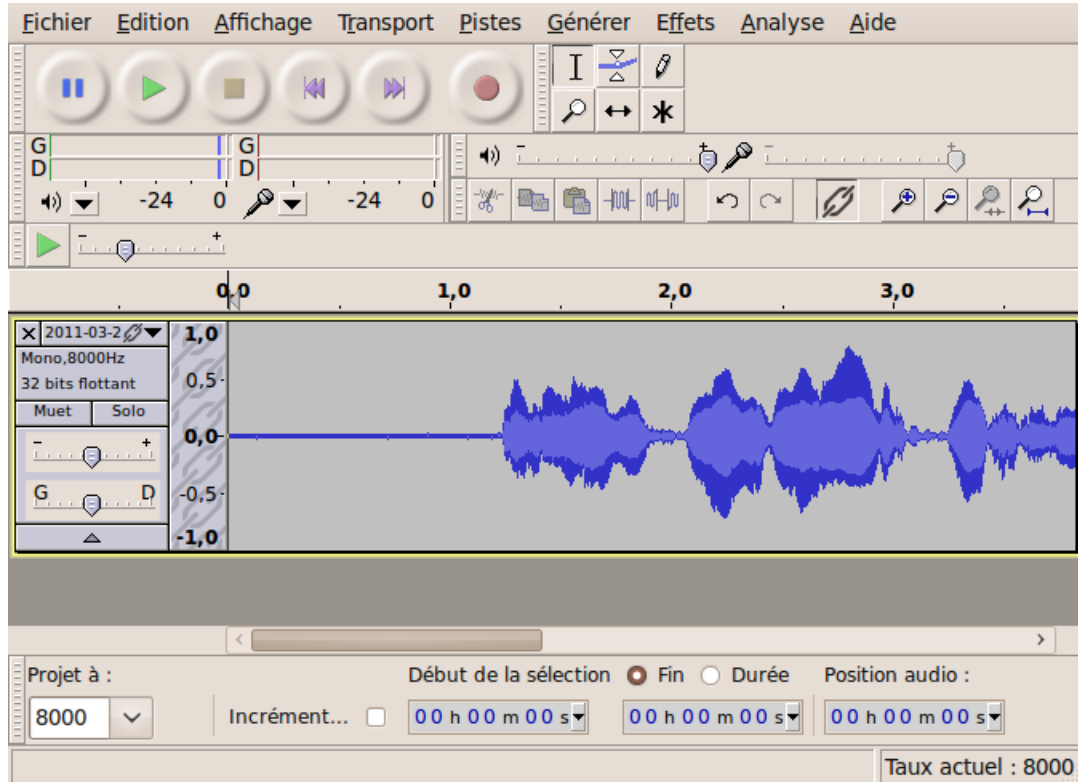 Fichier Edition Affichage Transport Pistes Générer Effets Analyse Aide
G G
D D
-24 0 -24 0
- +
0,0 1,0 2,0 3,0
2011-03-2
Mono,8000Hz
32 bits flottant
Muet Solo
- +
G D
1,0
0,5
0,0
-0,5
-1,0
Projet à : Début de la sélection Fin Durée Position audio :
8000 Incrément... 00 h 00 m 00 s 00 h 00 m 00 s 00 h 00 m 00 s
Taux actuel : 8000